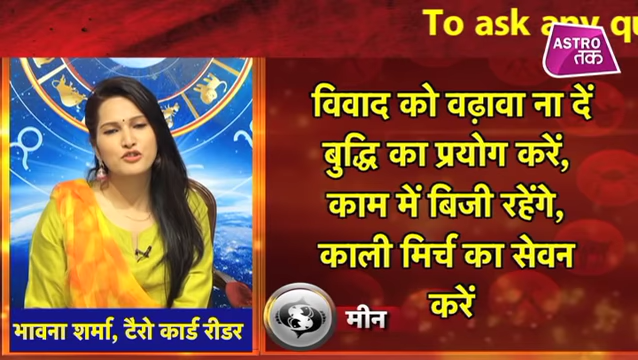 To ask any qu
ASTRO
तक
विवाद को वढ़ावा ना दें
बुद्धि का प्रयोग करें,
काम में बिजी रहेंगे,
काली मिर्च का सेवन
करें
मीन
भावना शर्मा, टैरो कार्ड रीडर